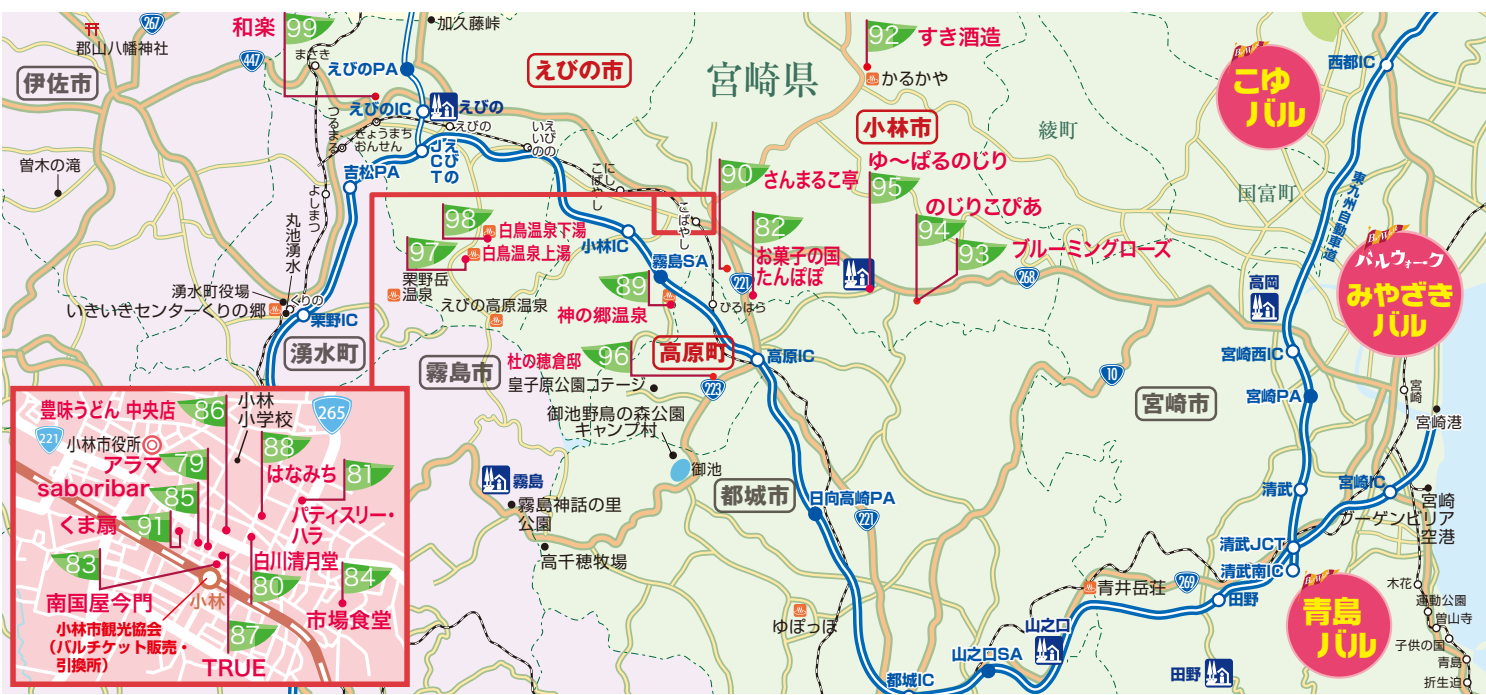 和楽
99
267
郡山八幡神社
加久藤峠
92
すき酒造
かるかや
まさき
447
えびのPA
えびの市
宮崎県
西都IC
こゆ
バル
伊佐市
えびのIC
えびの
えびの
つるまる
きょうまち
おんせん
えびの
JCT
えびの
いいの
小林市
綾町
曽木の滝
吉松PA
よしまつ
にし
こばやし
こばやし
90
さんまるこ亭
ゆ〜ぱるのじり
95
国富町
東九州自動車道
丸池湧水
98
白鳥温泉下湯
97
白鳥温泉上湯
小林IC
霧島SA
82
お菓子の国
たんぽぽ
のじりこぴあ
94
93
ブルーミングローズ
バルウォーク
みやざき
バル
栗野岳
温泉
えびの高原温泉
89
神の郷温泉
221
268
高岡
湧水町役場
いきいきセンターくりの郷
くりの
栗野IC
ひろはら
湧水町
霧島市
杜の穂倉邸
96
高原町
高原IC
皇子原公園コテージ
223
宮崎西IC
10
宮崎市
宮崎PA
宮崎
宮崎港
御池野鳥の森公園
キャンプ村
御池
豊味うどん 中央店
86
小林
小学校
265
221
小林市役所
88
はなみち
アラマ
79
saboribar
85
81
パティスリー・
ハラ
くま扇
91
白川清月堂
80
83
南国屋今門
小林
84
市場食堂
小林市観光協会
(バルチケット販売・
引換所)
87
TRUE
霧島
霧島神話の里
公園
高千穂牧場
都城市
日向高崎PA
221
清武
宮崎IC
宮崎
ブーゲンビリア
空港
清武JCT
清武南IC
青井岳荘
269
田野
青島
バル
木花
運動公園
曽山寺
子供の国
青島
折生迫
ゆぽっぽ
山之口
山之口SA
都城IC
田野